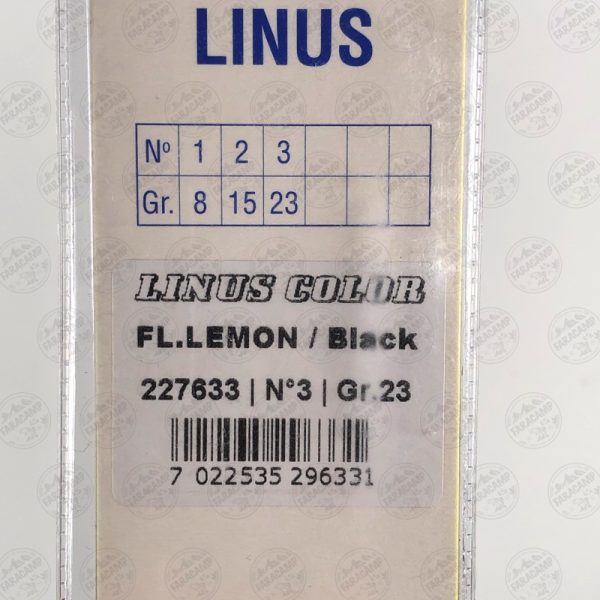 LINUS
Nº 1 2 3
Gr. 8 15 23
LINUS COLOR
FL.LEMON / Black
227633 | N°3 | Gr.23
7 022535 296331
FARACAMP